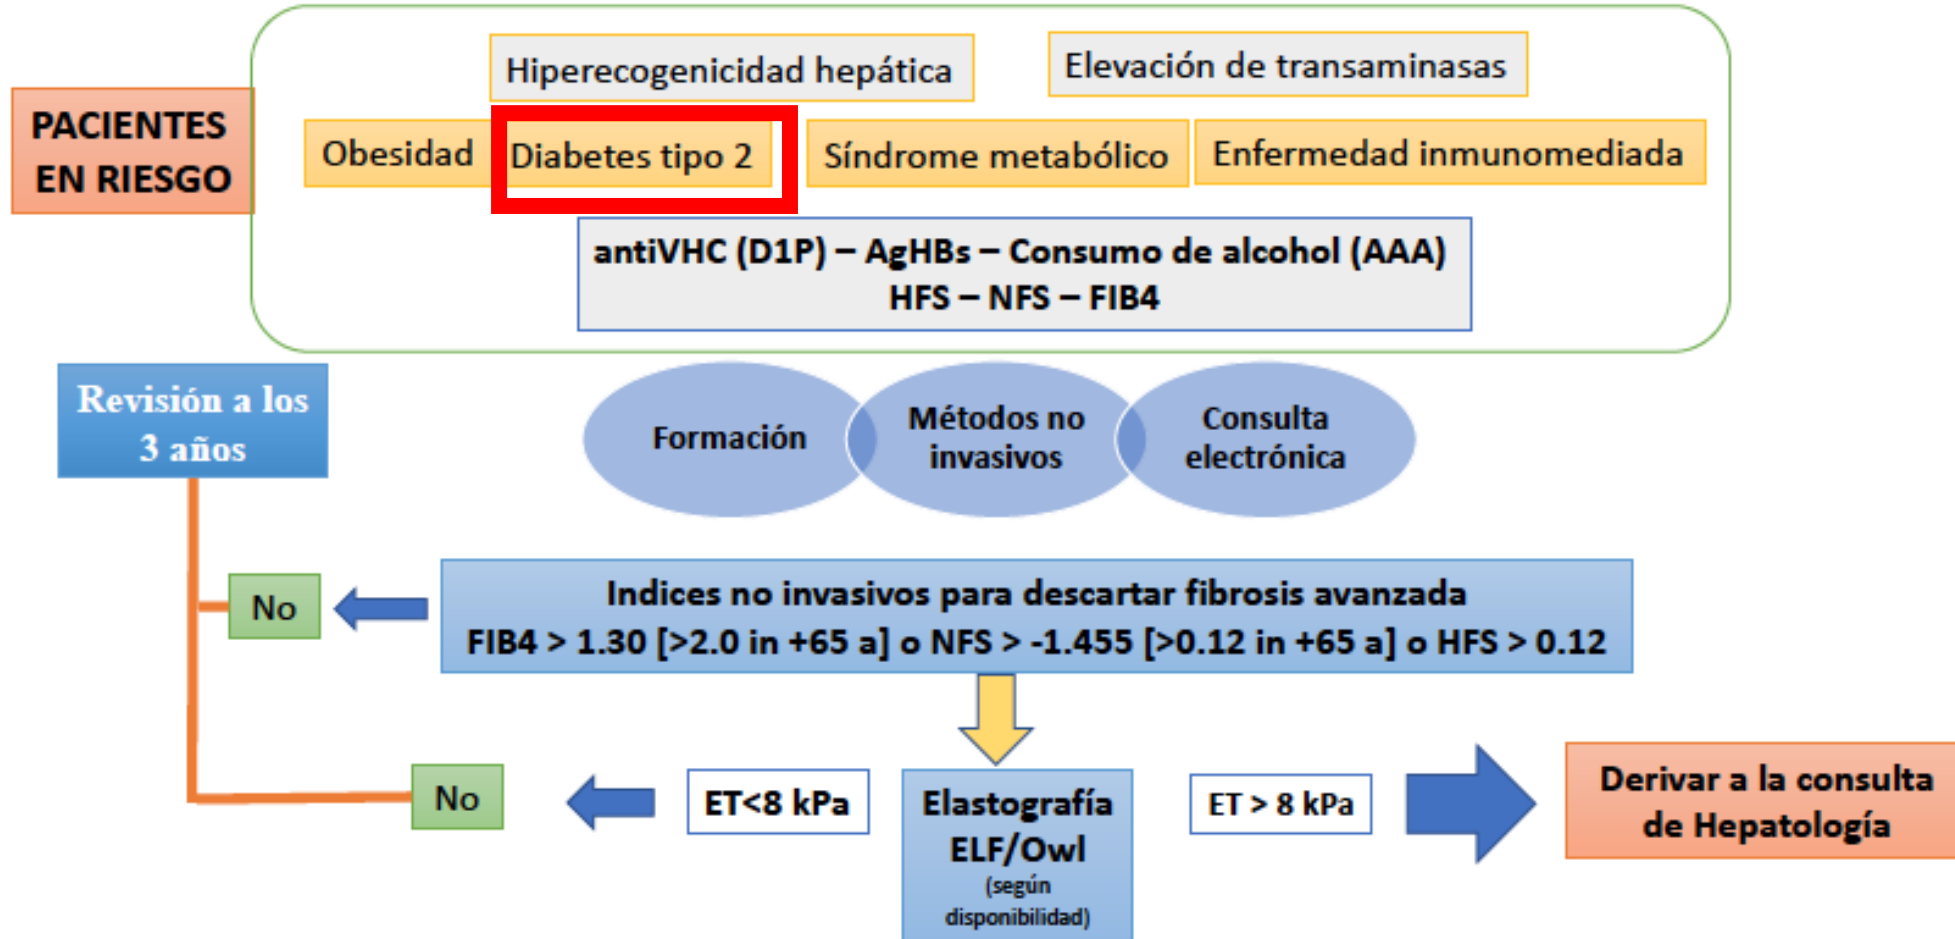 Hiperecogenicidad hepática
Elevación de transaminasas
PACIENTES
EN RIESGO
Obesidad
Diabetes tipo 2
Síndrome metabólico
Enfermedad inmunomediada
antiVHC (D1P) – AgHBs – Consumo de alcohol (AAA)
HFS – NFS – FIB4
Revisión a los
3 años
Formación
Métodos no
invasivos
Consulta
electrónica
No
Indices no invasivos para descartar fibrosis avanzada
FIB4 > 1.30 [>2.0 in +65 a] o NFS > -1.455 [>0.12 in +65 a] o HFS > 0.12
No
ET<8 kPa
Elastografía
ELF/Owl
(según
disponibilidad)
ET > 8 kPa
Derivar a la consulta
de Hepatología